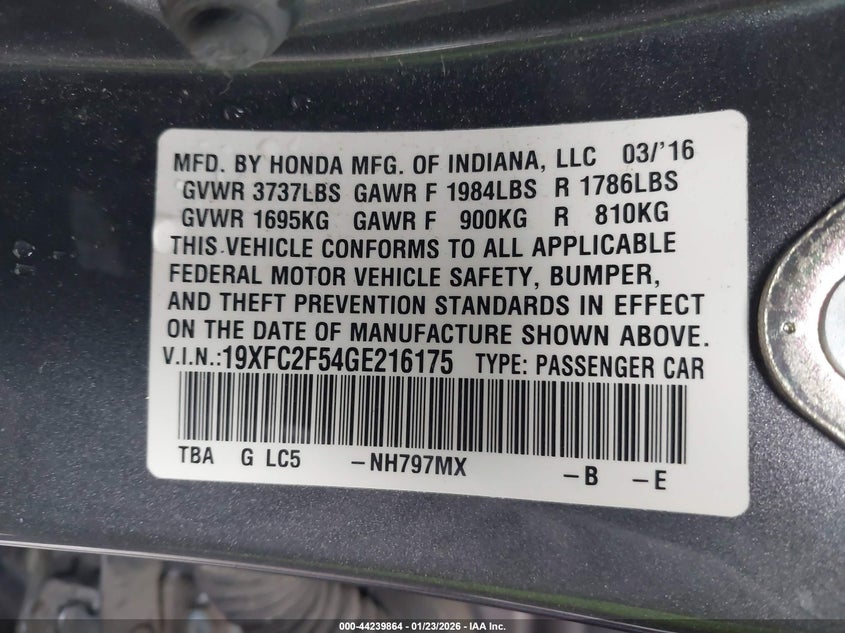 MFD. BY HONDA MFG. OF INDIANA, LLC 03/'16
GVWR 3737LBS GAWR F 1984LBS R 1786LBS
GVWR 1695KG GAWR F 900KG R 810KG
THIS VEHICLE CONFORMS TO ALL APPLICABLE
FEDERAL MOTOR VEHICLE SAFETY, BUMPER,
AND THEFT PREVENTION STANDARDS IN EFFECT
ON THE DATE OF MANUFACTURE SHOWN ABOVE.
V.I.N.:19XFC2F54GE216175 TYPE: PASSENGER CAR
TBA G LC5 -NH797MX -B -E
000-44239864 - 01/23/2026 - IAA Inc.